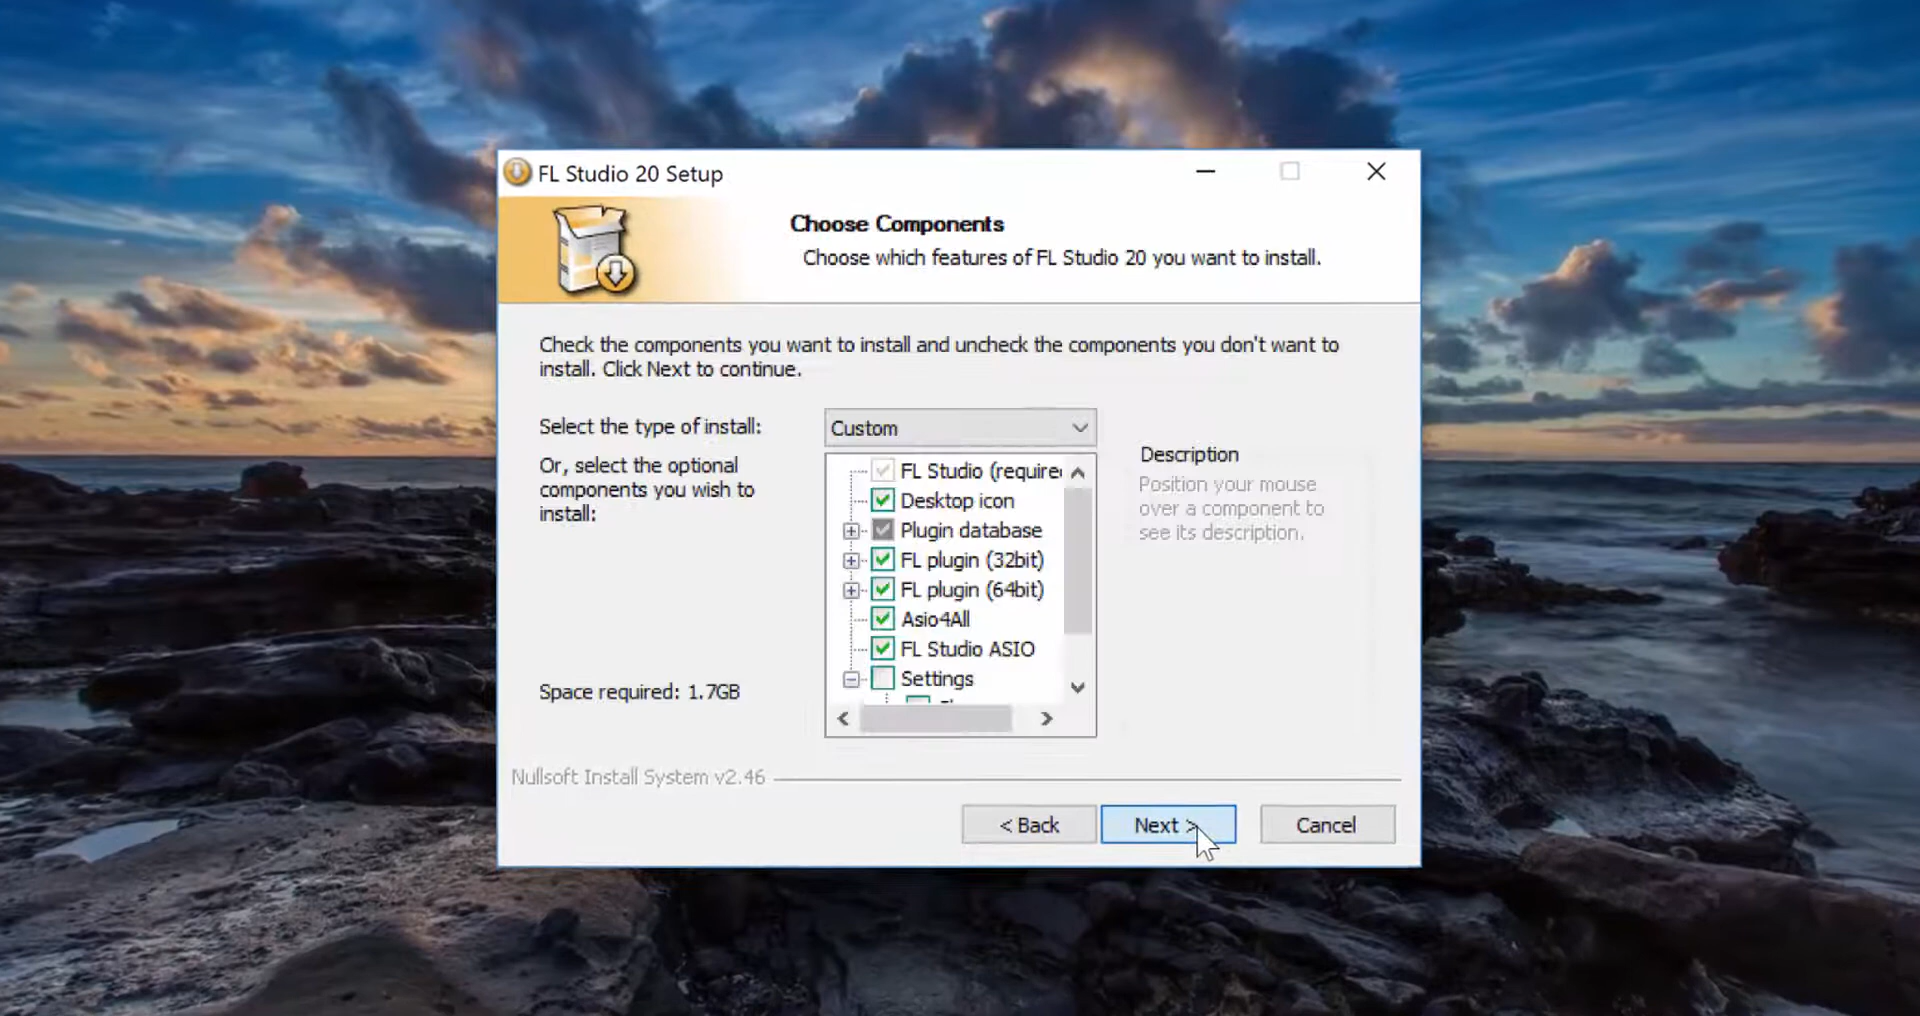 FL Studio 20 Setup
Choose Components
Choose which features of FL Studio 20 you want to install.
Check the components you want to install and uncheck the components you don't want to
install. Click Next to continue.
Select the type of install:
Custom
Or, select the optional
components you wish to
install:
FL Studio (require
Desktop icon
Plugin database
FL plugin (32bit)
FL plugin (64bit)
Asio4All
FL Studio ASIO
Settings
Description
Position your mouse
over a component to
see its description.
Space required: 1.7GB
Nullsoft Install System v2.46
< Back
Next >
Cancel